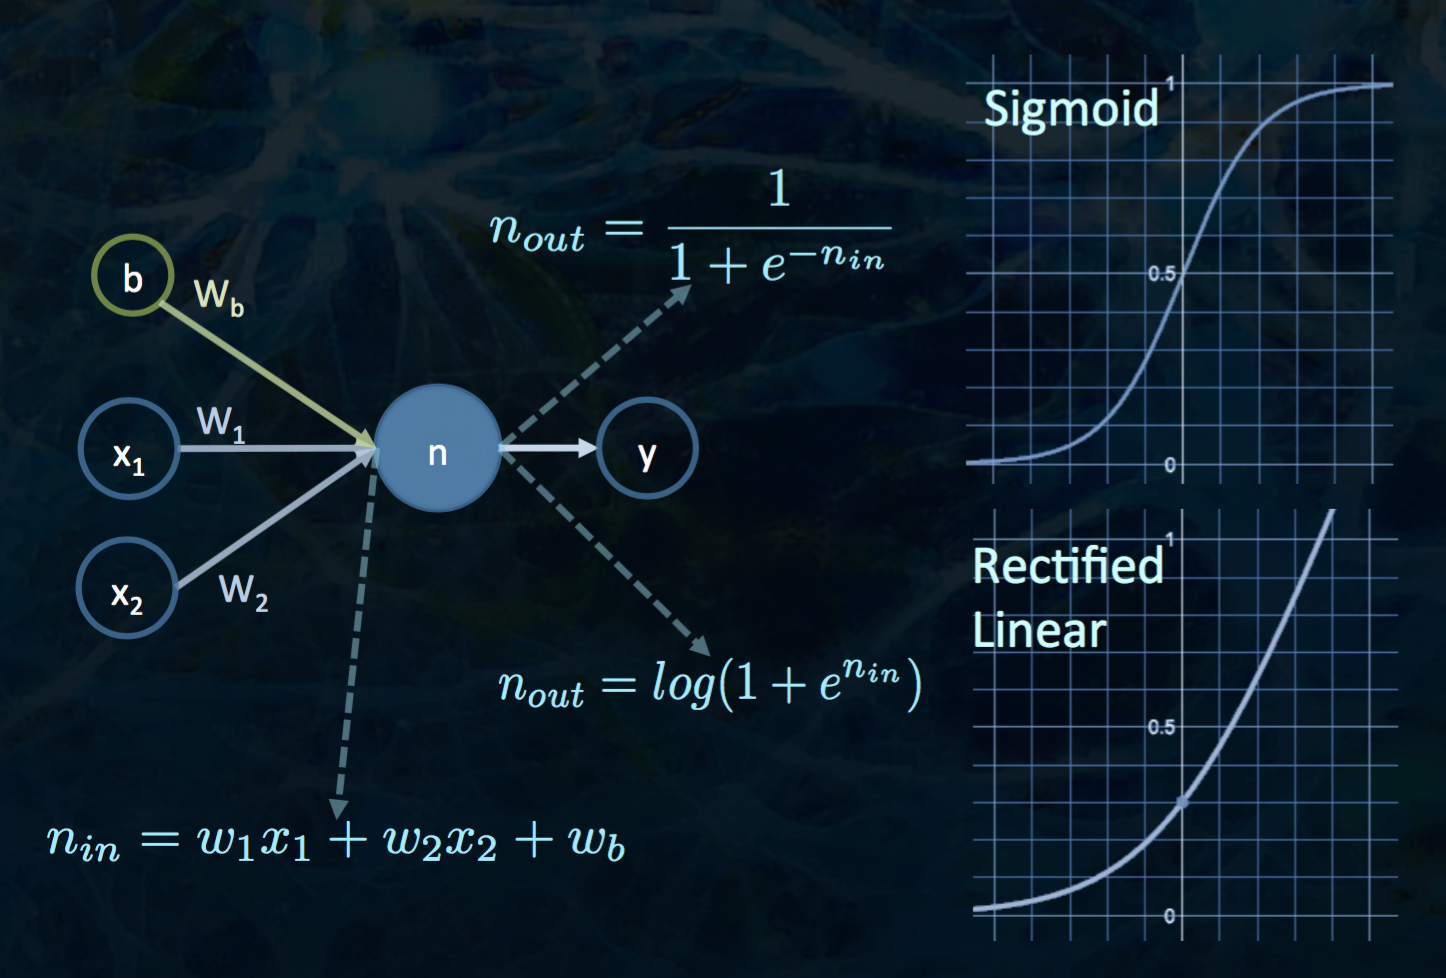 b
W_b
x_1
W_1
x_2
W_2
n
y
n_{out} = \frac{1}{1 + e^{-n_{in}}}
n_{out} = log(1 + e^{n_{in}})
n_{in} = w_1x_1 + w_2x_2 + w_b
Sigmoid
1
0.5
0
Rectified
Linear
1
0.5
0